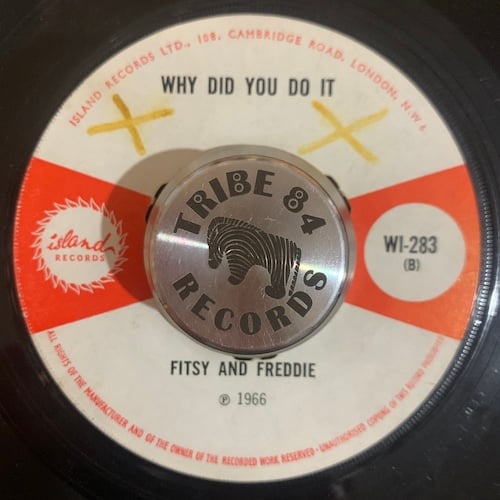 ISLAND RECORDS LTD., 108, CAMBRIDGE ROAD, LONDON, N.W.6
WHY DID YOU DO IT
TRIBE 84
RECORDS
island
RECORDS
WI-283
(B)
FITSY AND FREDDIE
℗ 1966
ALL RIGHTS OF THE MANUFACTURER AND OF THE OWNER OF THE RECORDED WORK RESERVED · UNAUTHORISED COPYING OF THIS RECORD PROHIBITED